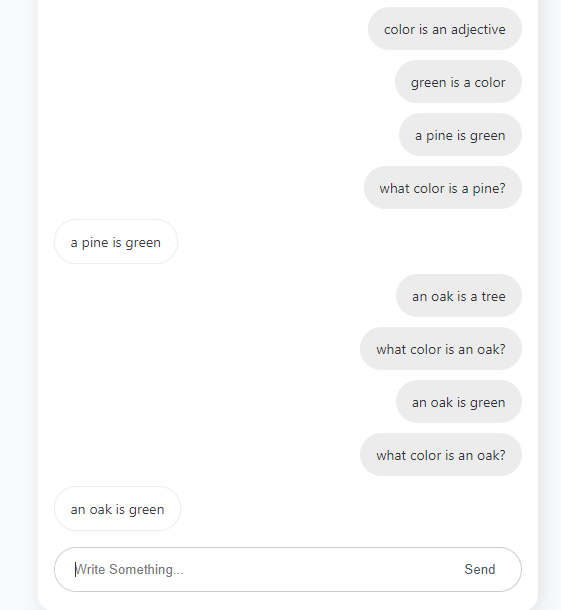 color is an adjective
green is a color
a pine is green
what color is a pine?
a pine is green
an oak is a tree
what color is an oak?
an oak is green
what color is an oak?
an oak is green
Write Something... Send